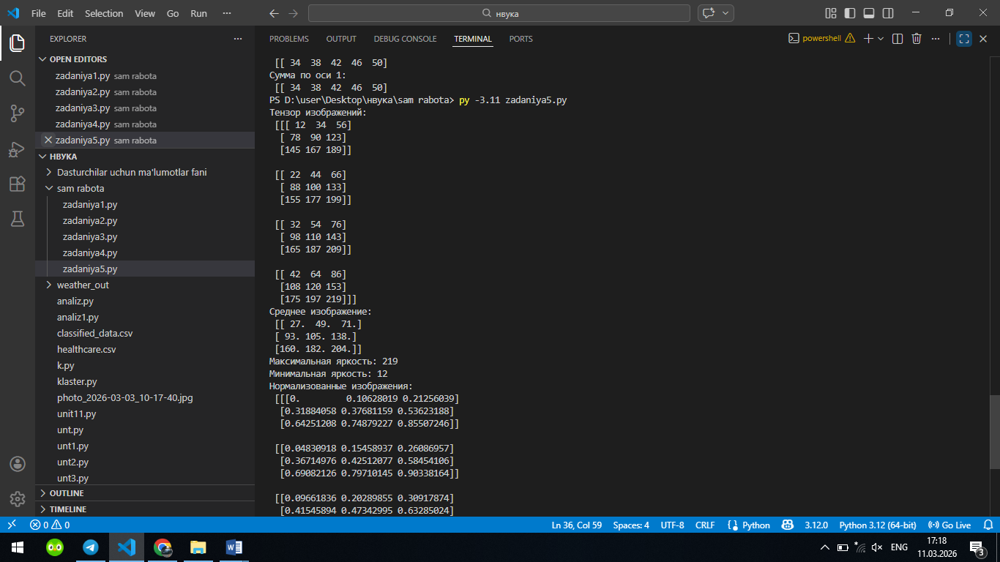 File Edit Selection View Go Run ···
нвука
EXPLORER ···
OPEN EDITORS
zadaniya1.py sam rabota
zadaniya2.py sam rabota
zadaniya3.py sam rabota
zadaniya4.py sam rabota
zadaniya5.py sam rabota
НВУКА
Dasturchilar uchun ma'lumotlar fani
sam rabota
zadaniya1.py
zadaniya2.py
zadaniya3.py
zadaniya4.py
zadaniya5.py
weather_out
analiz.py
analiz1.py
classified_data.csv
healthcare.csv
k.py
klaster.py
photo_2026-03-03_10-17-40.jpg
unit11.py
unt.py
unt1.py
unt2.py
unt3.py
OUTLINE
TIMELINE
PROBLEMS OUTPUT DEBUG CONSOLE TERMINAL PORTS
powershell
[[ 34 38 42 46 50]
Сумма по оси 1:
[[ 34 38 42 46 50]
PS D:\user\Desktop\нвука\sam rabota> py -3.11 zadaniya5.py
Тензор изображений:
[[[ 12 34 56]
[ 78 90 123]
[145 167 189]]
[[ 22 44 66]
[ 88 100 133]
[155 177 199]]
[[ 32 54 76]
[ 98 110 143]
[165 187 209]]
[[ 42 64 86]
[108 120 153]
[175 197 219]]]
Среднее изображение:
[[ 27. 49. 71.]
[ 93. 105. 138.]
[160. 182. 204.]]
Максимальная яркость: 219
Минимальная яркость: 12
Нормализованные изображения:
[[[0. 0.10628019 0.21256039]
[0.31884058 0.37681159 0.53623188]
[0.64251208 0.74879227 0.85507246]]
[[0.04830918 0.15458937 0.26086957]
[0.36714976 0.42512077 0.58454106]
[0.69082126 0.79710145 0.90338164]]
[[0.09661836 0.20289855 0.30917874]
[0.41545894 0.47342995 0.63285024]
0 0 Ln 36, Col 59 Spaces: 4 UTF-8 CRLF Python 3.12.0 Python 3.12 (64-bit) Go Live
ENG
17:18
11.03.2026
3